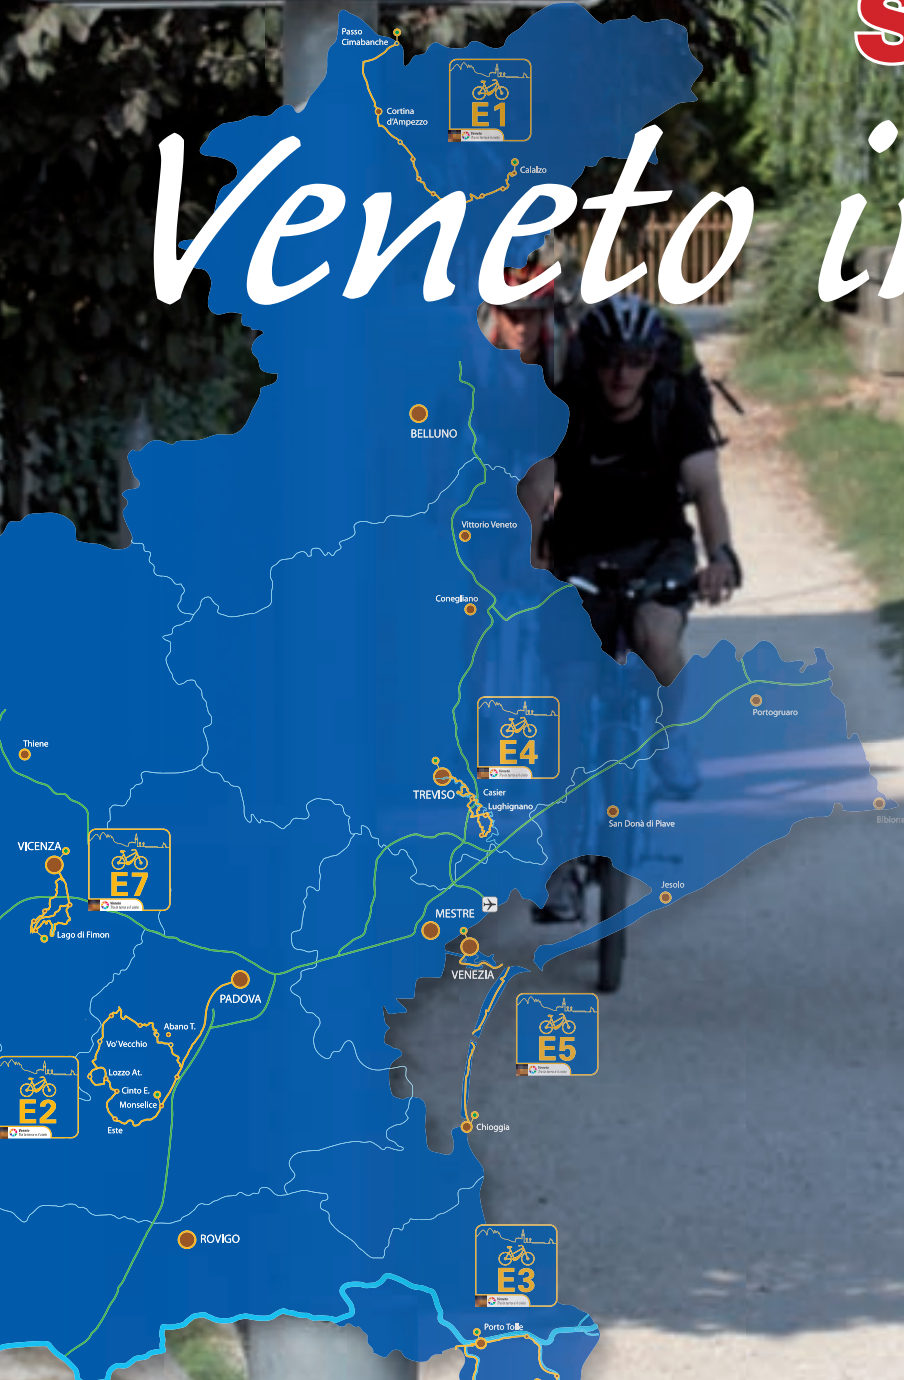 S
Passo
Cimabanche
E1
Cortina
d'Ampezzo
Calalzo
Veneto in
BELLUNO
Vittorio Veneto
Conegliano
E4
Portogruaro
Thiene
TREVISO
Casier
Lughignano
San Donà di Piave
Bibione
VICENZA
E7
Jesolo
Lago di Fimon
MESTRE
VENEZIA
PADOVA
Abano T.
E5
Vo'Vecchio
Lozzo At.
Cinto E.
Monselice
E2
Este
Chioggia
ROVIGO
E3
Porto Tolle